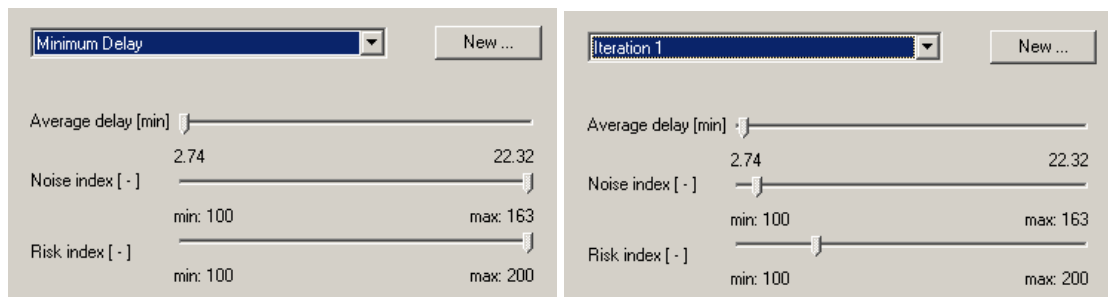 Minimum Delay
New ...
Average delay [min]
2.74 22.32
Noise index [ - ]
min: 100 max: 163
Risk index [ - ]
min: 100 max: 200
Iteration 1
New ...
Average delay [min]
2.74 22.32
Noise index [ - ]
min: 100 max: 163
Risk index [ - ]
min: 100 max: 200